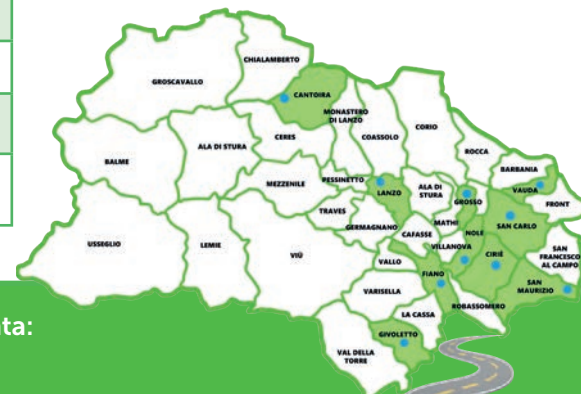 CHIALAMBERTO
GROSCAVALLO
CANTOIRA
MONASTERO
DI LANZO
CORIO
COASSOLO
CERES
ALA DI STURA
ROCCA
BALME
BARBANIA
MEZZENILE
PESSINETTO
LANZO
ALA DI
STURA
VAUDA
GROSSO
FRONT
TRAVES
GERMAGNANO
MATHI
NOLE
SAN CARLO
CAFASSE
USSEGLIO
LEMIE
VIÙ
VILLANOVA
CIRIÈ
SAN
FRANCESCO
AL CAMPO
VALLO
FIANO
SAN
MAURIZIO
VARISELLA
ROBASSOMERO
LA CASSA
GIVOLETTO
VAL DELLA
TORRE
ta: